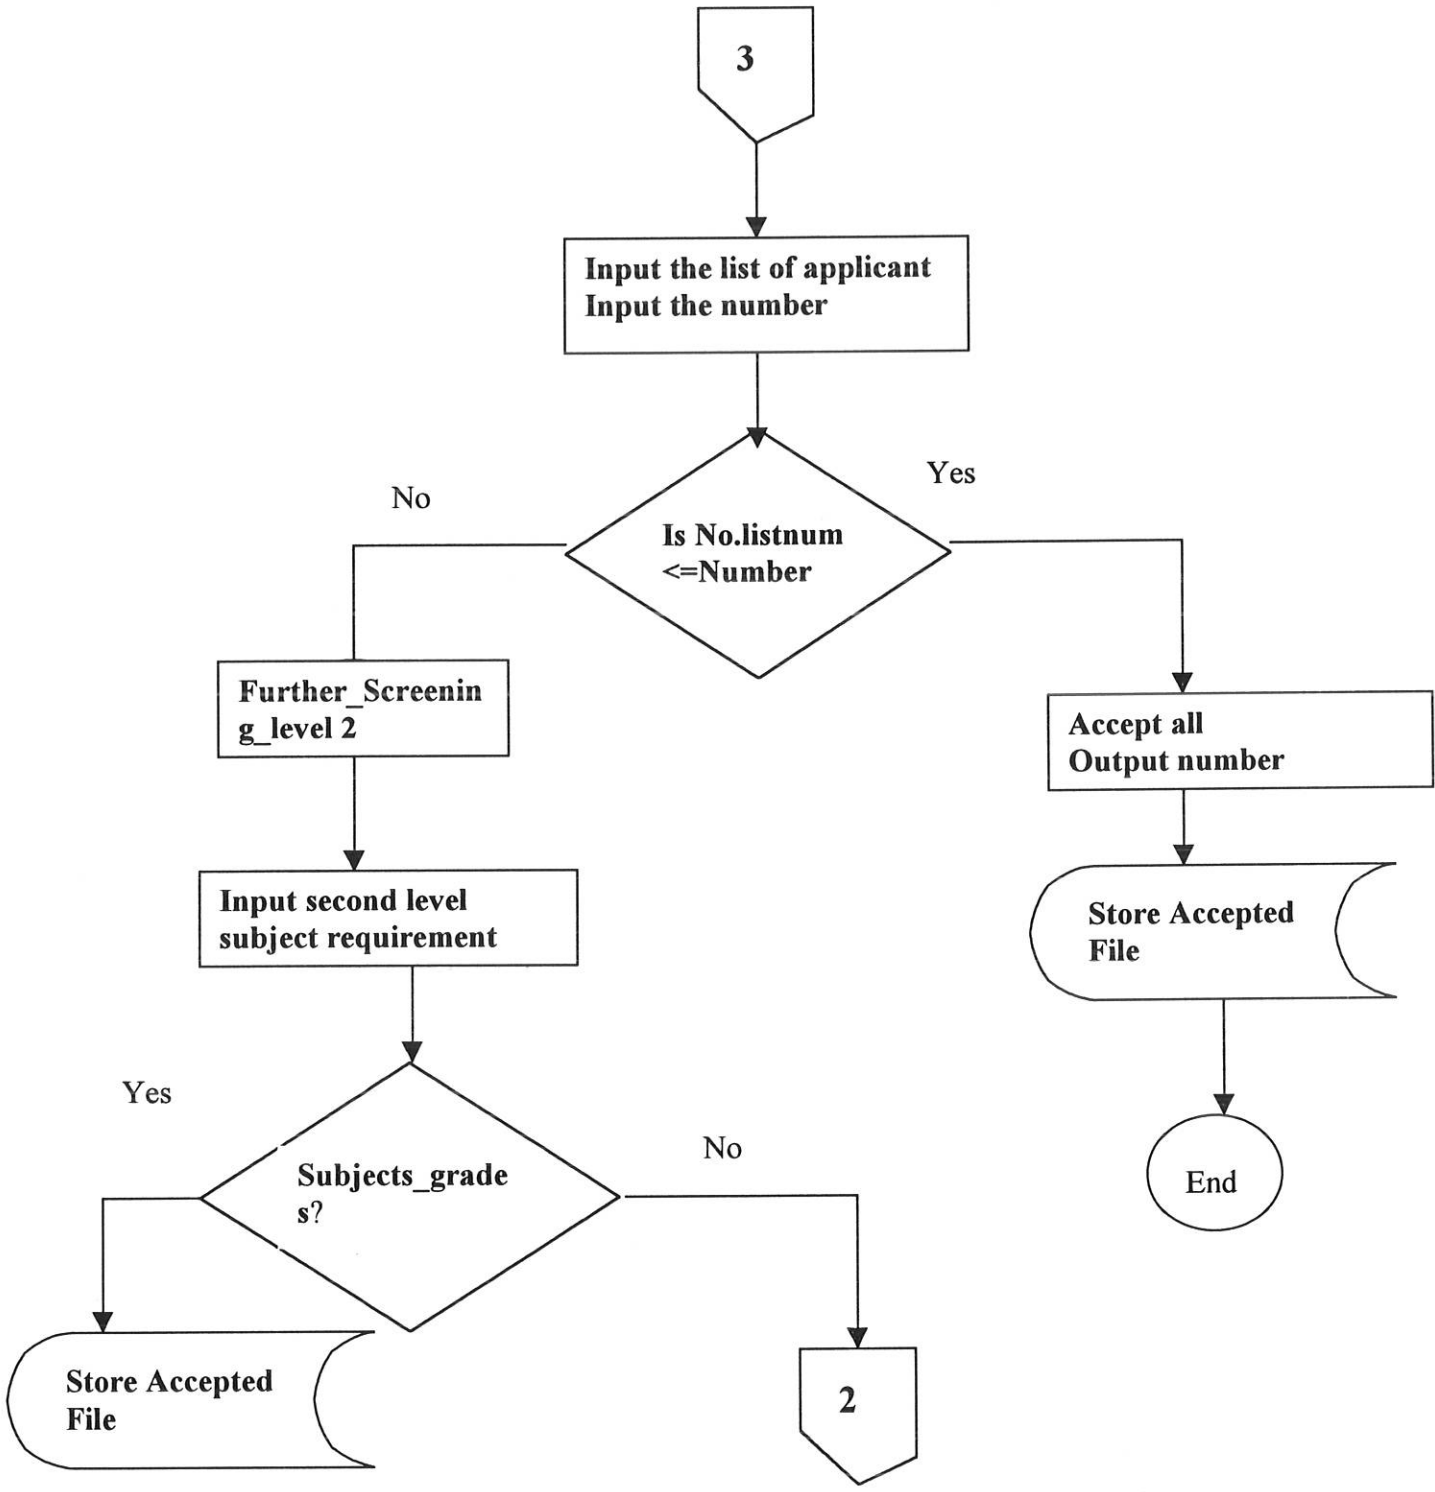 3
Input the list of applicant
Input the number
No
Yes
Is No.listnum
<=Number
Further_Screenin
g_level 2
Accept all
Output number
Input second level
subject requirement
Store Accepted
File
Yes
No
Subjects_grade
s?
End
Store Accepted
File
2